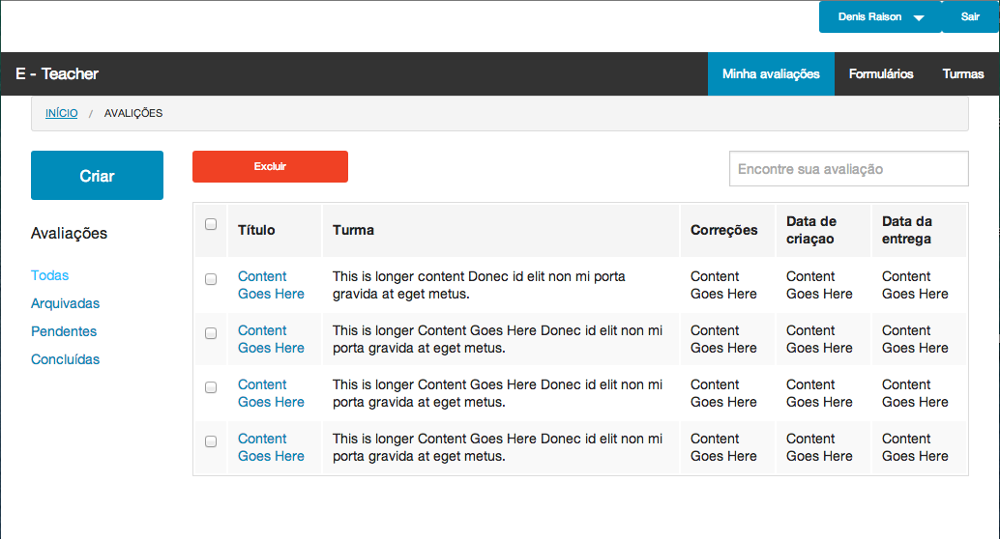 Denis Raison
Sair
E - Teacher
Minha avaliações
Formulários
Turmas
INÍCIO / AVALIÇÕES
Criar
Excluir
Encontre sua avaliação
Avaliações
Todas
Arquivadas
Pendentes
Concluídas
Título
Turma
Correções
Data de
criaçao
Data da
entrega
Content
Goes Here
This is longer content Donec id elit non mi porta
gravida at eget metus.
Content
Goes Here
Content
Goes Here
Content
Goes Here
Content
Goes Here
This is longer Content Goes Here Donec id elit non mi
porta gravida at eget metus.
Content
Goes Here
Content
Goes Here
Content
Goes Here
Content
Goes Here
This is longer Content Goes Here Donec id elit non mi
porta gravida at eget metus.
Content
Goes Here
Content
Goes Here
Content
Goes Here
Content
Goes Here
This is longer Content Goes Here Donec id elit non mi
porta gravida at eget metus.
Content
Goes Here
Content
Goes Here
Content
Goes Here